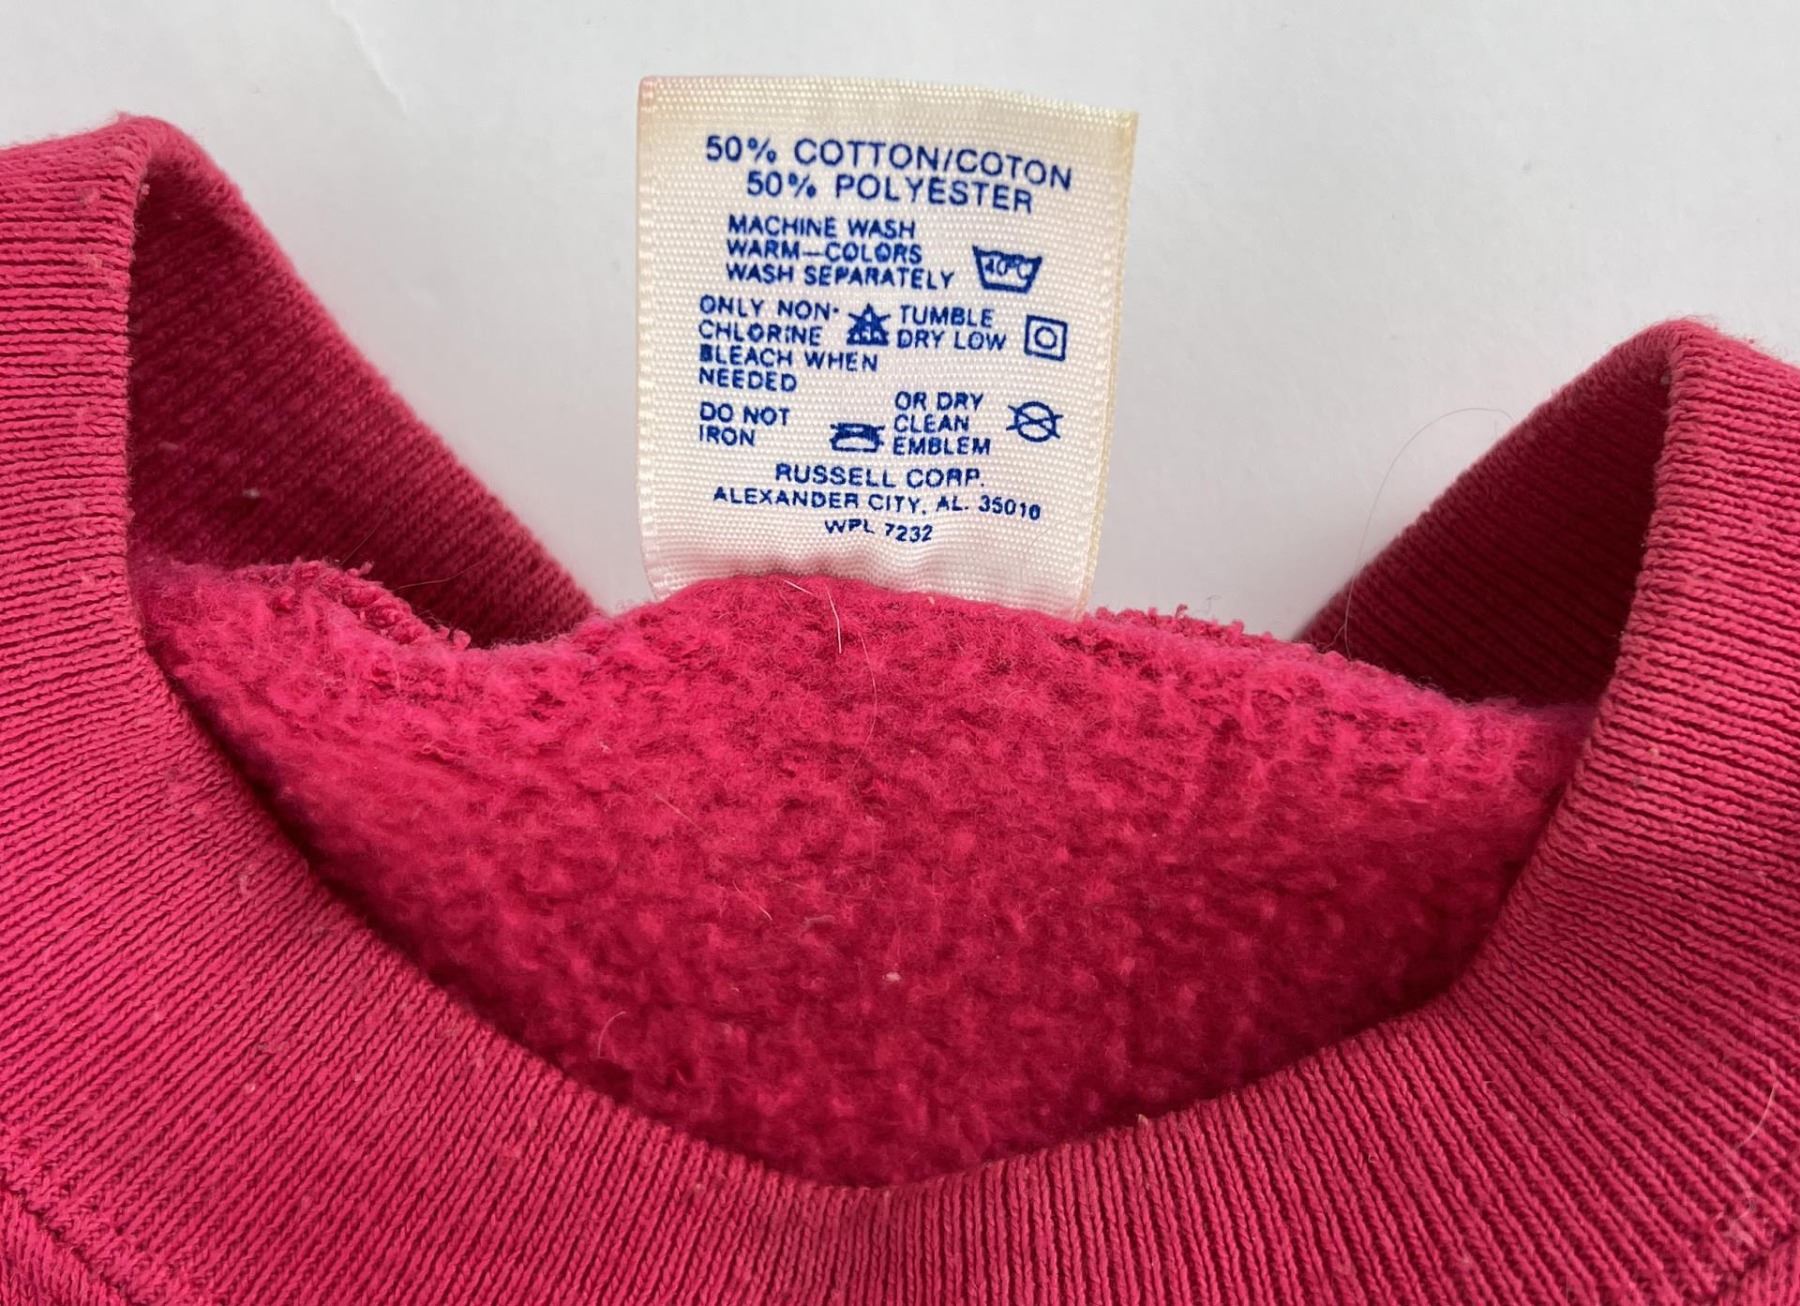 50% COTTON/COTON
50% POLYESTER
MACHINE WASH
WARM—COLORS
WASH SEPARATELY
40°C
ONLY NON-
CHLORINE
BLEACH WHEN
NEEDED
TUMBLE
DRY LOW
DO NOT
IRON
OR DRY
CLEAN
EMBLEM
RUSSELL CORP.
ALEXANDER CITY, AL. 35010
WPL 7232